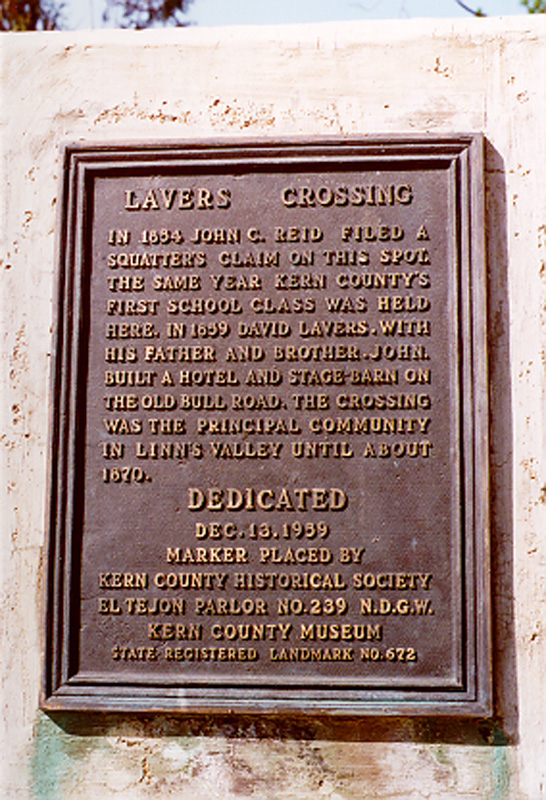 LAVERS CROSSING
IN 1854 JOHN C. REID FILED A
SQUATTER'S CLAIM ON THIS SPOT.
THE SAME YEAR KERN COUNTY'S
FIRST SCHOOL CLASS WAS HELD
HERE. IN 1859 DAVID LAVERS. WITH
HIS FATHER AND BROTHER. JOHN.
BUILT A HOTEL AND STAGE-BARN ON
THE OLD BULL ROAD. THE CROSSING
WAS THE PRINCIPAL COMMUNITY
IN LINN'S VALLEY UNTIL ABOUT
1870.
DEDICATED
DEC. 13. 1959
MARKER PLACED BY
KERN COUNTY HISTORICAL SOCIETY
EL TEJON PARLOR NO. 239 N.D.G.W.
KERN COUNTY MUSEUM
STATE REGISTERED LANDMARK NO. 672